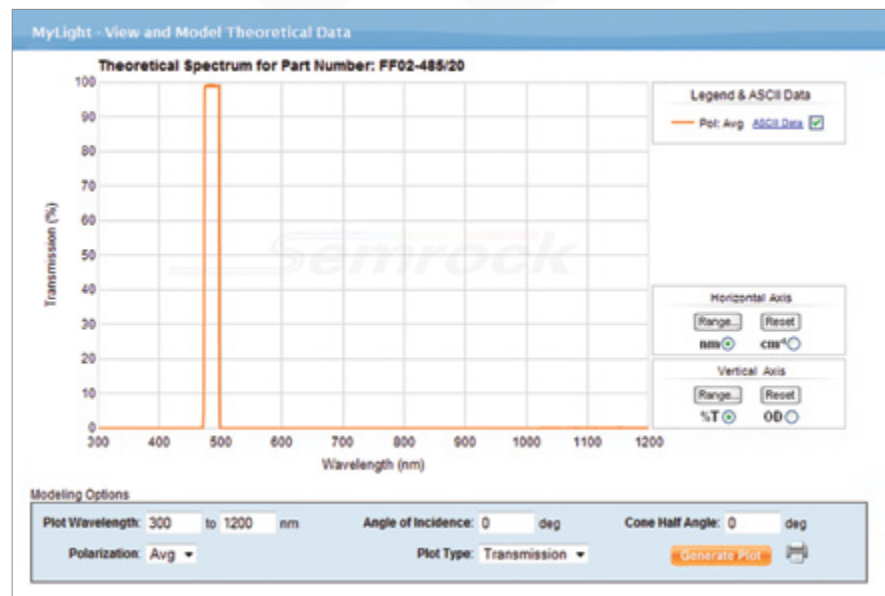 MyLight - View and Model Theoretical Data
Theoretical Spectrum for Part Number: FF02-485/20
100
90
80
70
60
50
40
30
20
10
0
Transmission (%)
Semrock
300 400 500 600 700 800 900 1000 1100 1200
Wavelength (nm)
Legend & ASCII Data
Pol: Avg ASCII Data
Horizontal Axis
Range... Reset
nm cm⁻¹
Vertical Axis
Range... Reset
%T OD
Modeling Options
Plot Wavelength: 300 to 1200 nm Angle of Incidence: 0 deg Cone Half Angle: 0 deg
Polarization: Avg Plot Type: Transmission Generate Plot